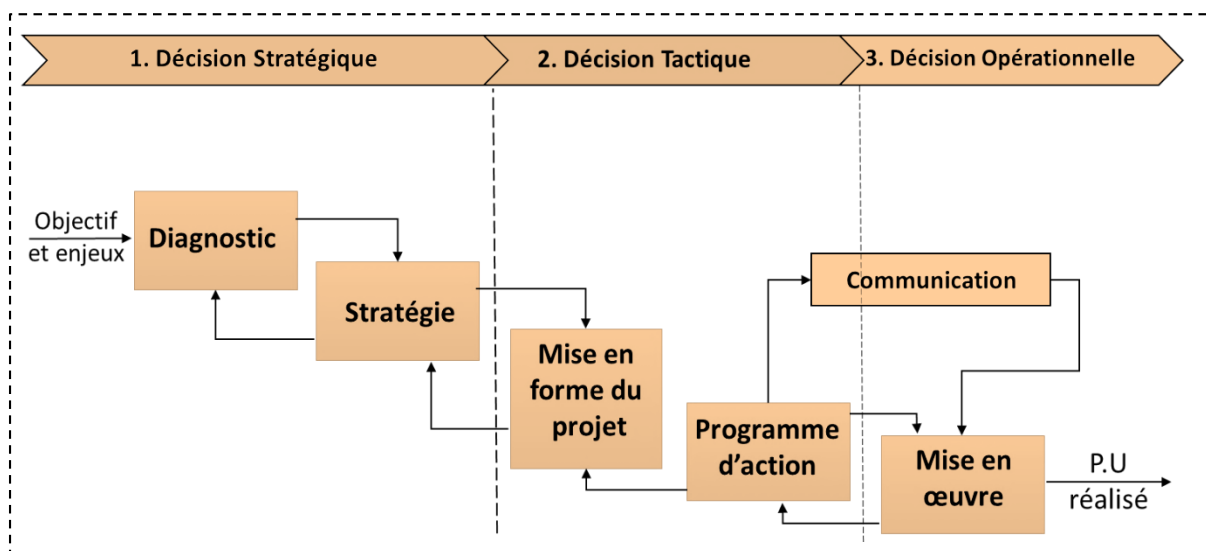 1. Décision Stratégique
2. Décision Tactique
3. Décision Opérationnelle
Objectif
et enjeux
Diagnostic
Stratégie
Mise en
forme du
projet
Communication
Programme
d’action
Mise en
œuvre
P.U
réalisé